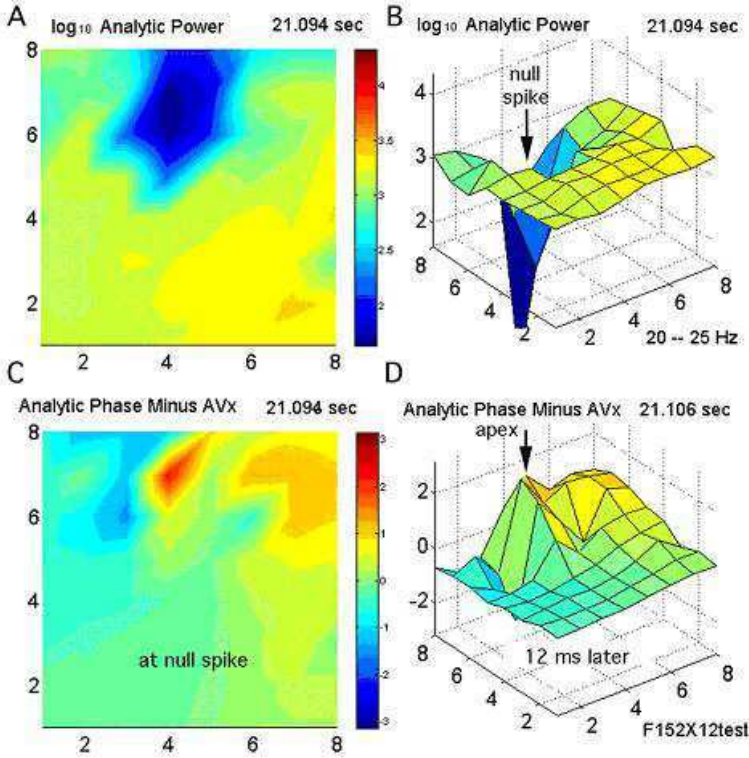 A
log10 Analytic Power 21.094 sec
8
6
4
2
2 4 6 8
4
3.5
3
2.5
2
B
log10 Analytic Power 21.094 sec
null
spike
4
3
2
8
6
4
2
2
4
6
8
20 -- 25 Hz
C
Analytic Phase Minus AVx 21.094 sec
8
6
4
2
at null spike
2 4 6 8
3
2
1
0
-1
-2
-3
D
Analytic Phase Minus AVx 21.106 sec
apex
2
0
-2
12 ms later
8
6
4
2
2
4
6
8
F152X12test